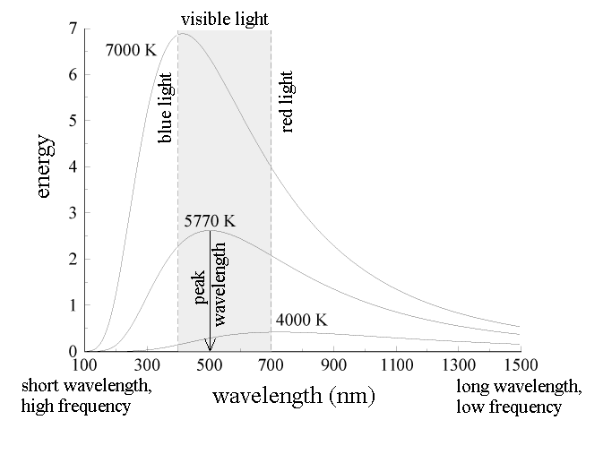 visible light
7
7000 K
6
blue light
red light
5
energy
4
3
5770 K
2
peak
wavelength
1
4000 K
0
100 300 500 700 900 1100 1300 1500
short wavelength,
high frequency
wavelength (nm)
long wavelength,
low frequency